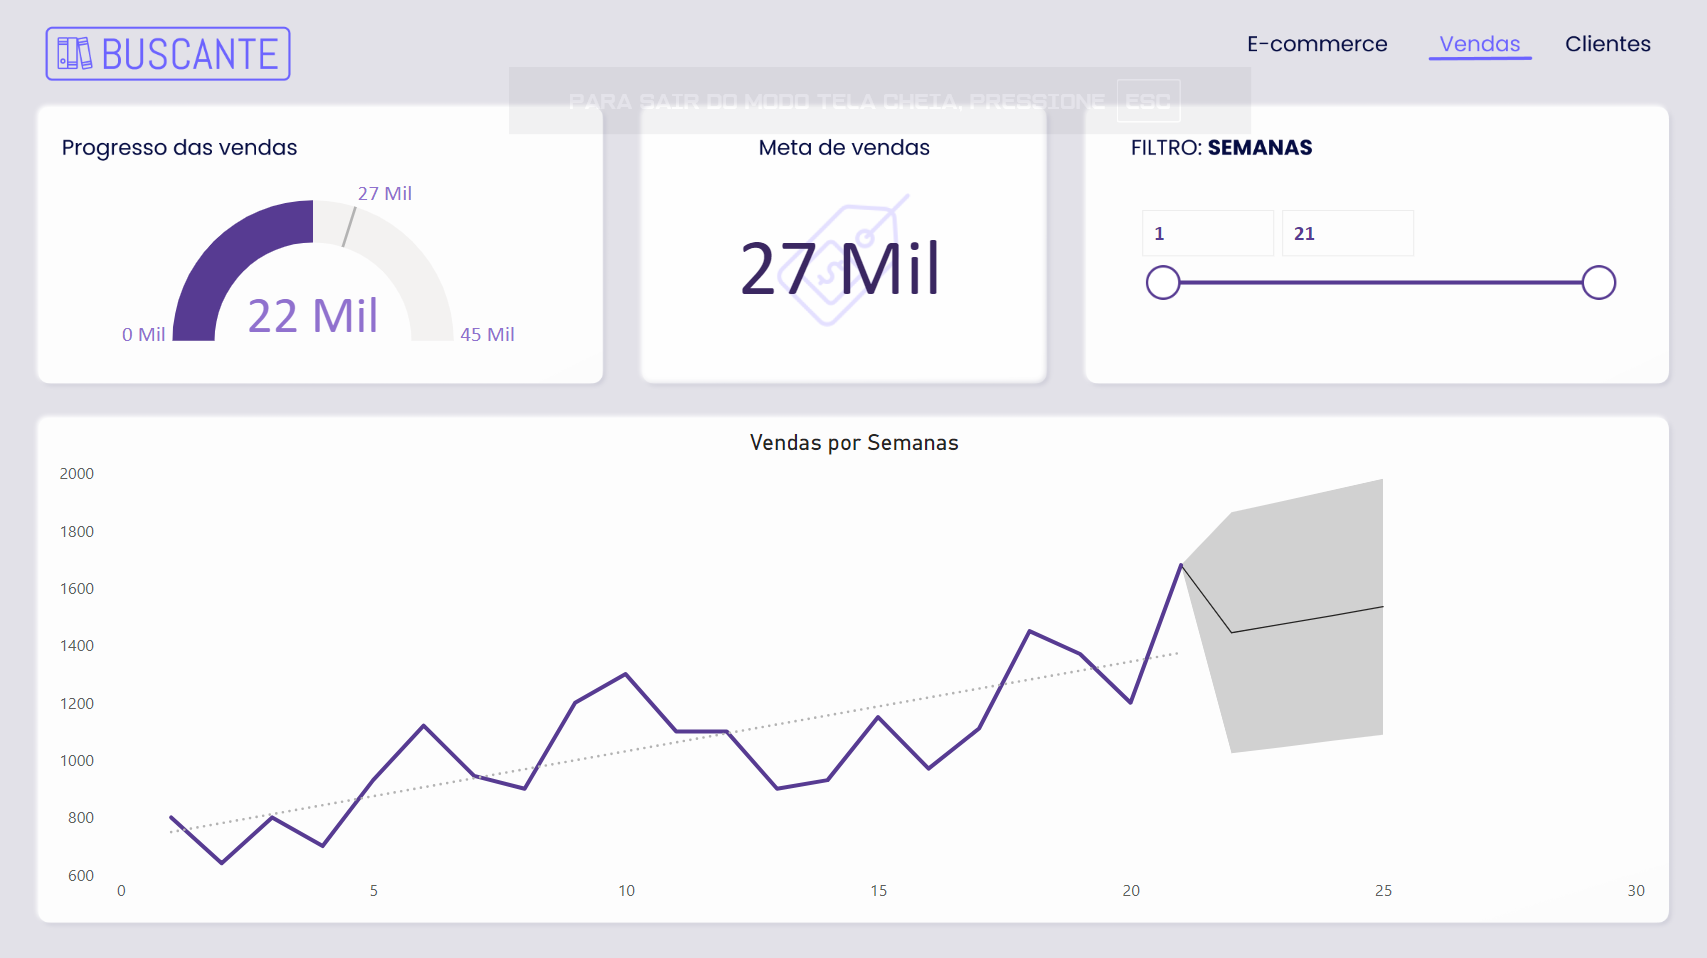 BUSCANTE
E-commerce
Vendas
Clientes
PARA SAIR DO MODO TELA CHEIA, PRESSIONE ESC
Progresso das vendas
27 Mil
22 Mil
0 Mil
45 Mil
Meta de vendas
27 Mil
FILTRO: SEMANAS
1
21
Vendas por Semanas
2000
1800
1600
1400
1200
1000
800
600
0 5 10 15 20 25 30